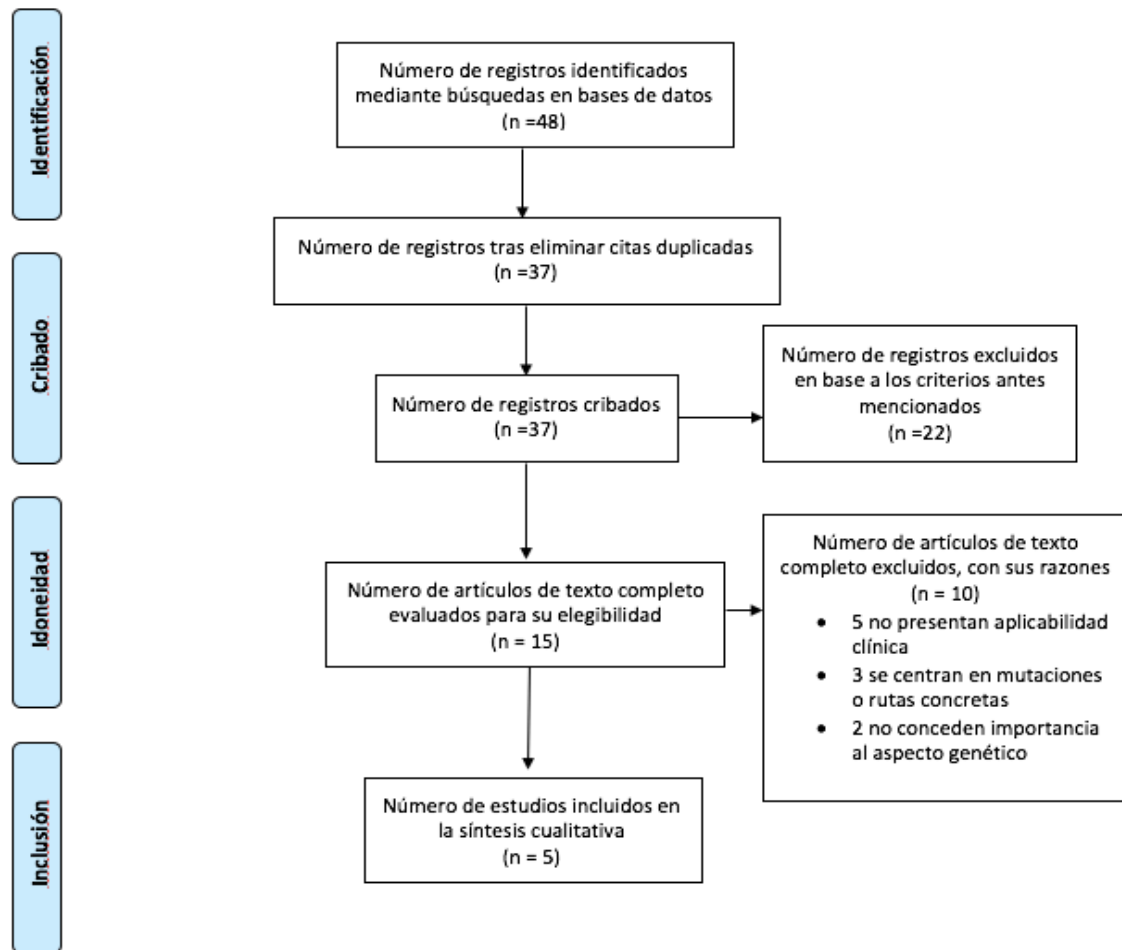 Identificación
Número de registros identificados
mediante búsquedas en bases de datos
(n =48)
Número de registros tras eliminar citas duplicadas
(n =37)
Cribado
Número de registros cribados
(n =37)
Número de registros excluidos
en base a los criterios antes
mencionados
(n =22)
Idoneidad
Número de artículos de texto completo
evaluados para su elegibilidad
(n = 15)
Número de artículos de texto
completo excluidos, con sus razones
(n = 10)
• 5 no presentan aplicabilidad
clínica
• 3 se centran en mutaciones
o rutas concretas
• 2 no conceden importancia
al aspecto genético
Inclusión
Número de estudios incluidos en
la síntesis cualitativa
(n = 5)